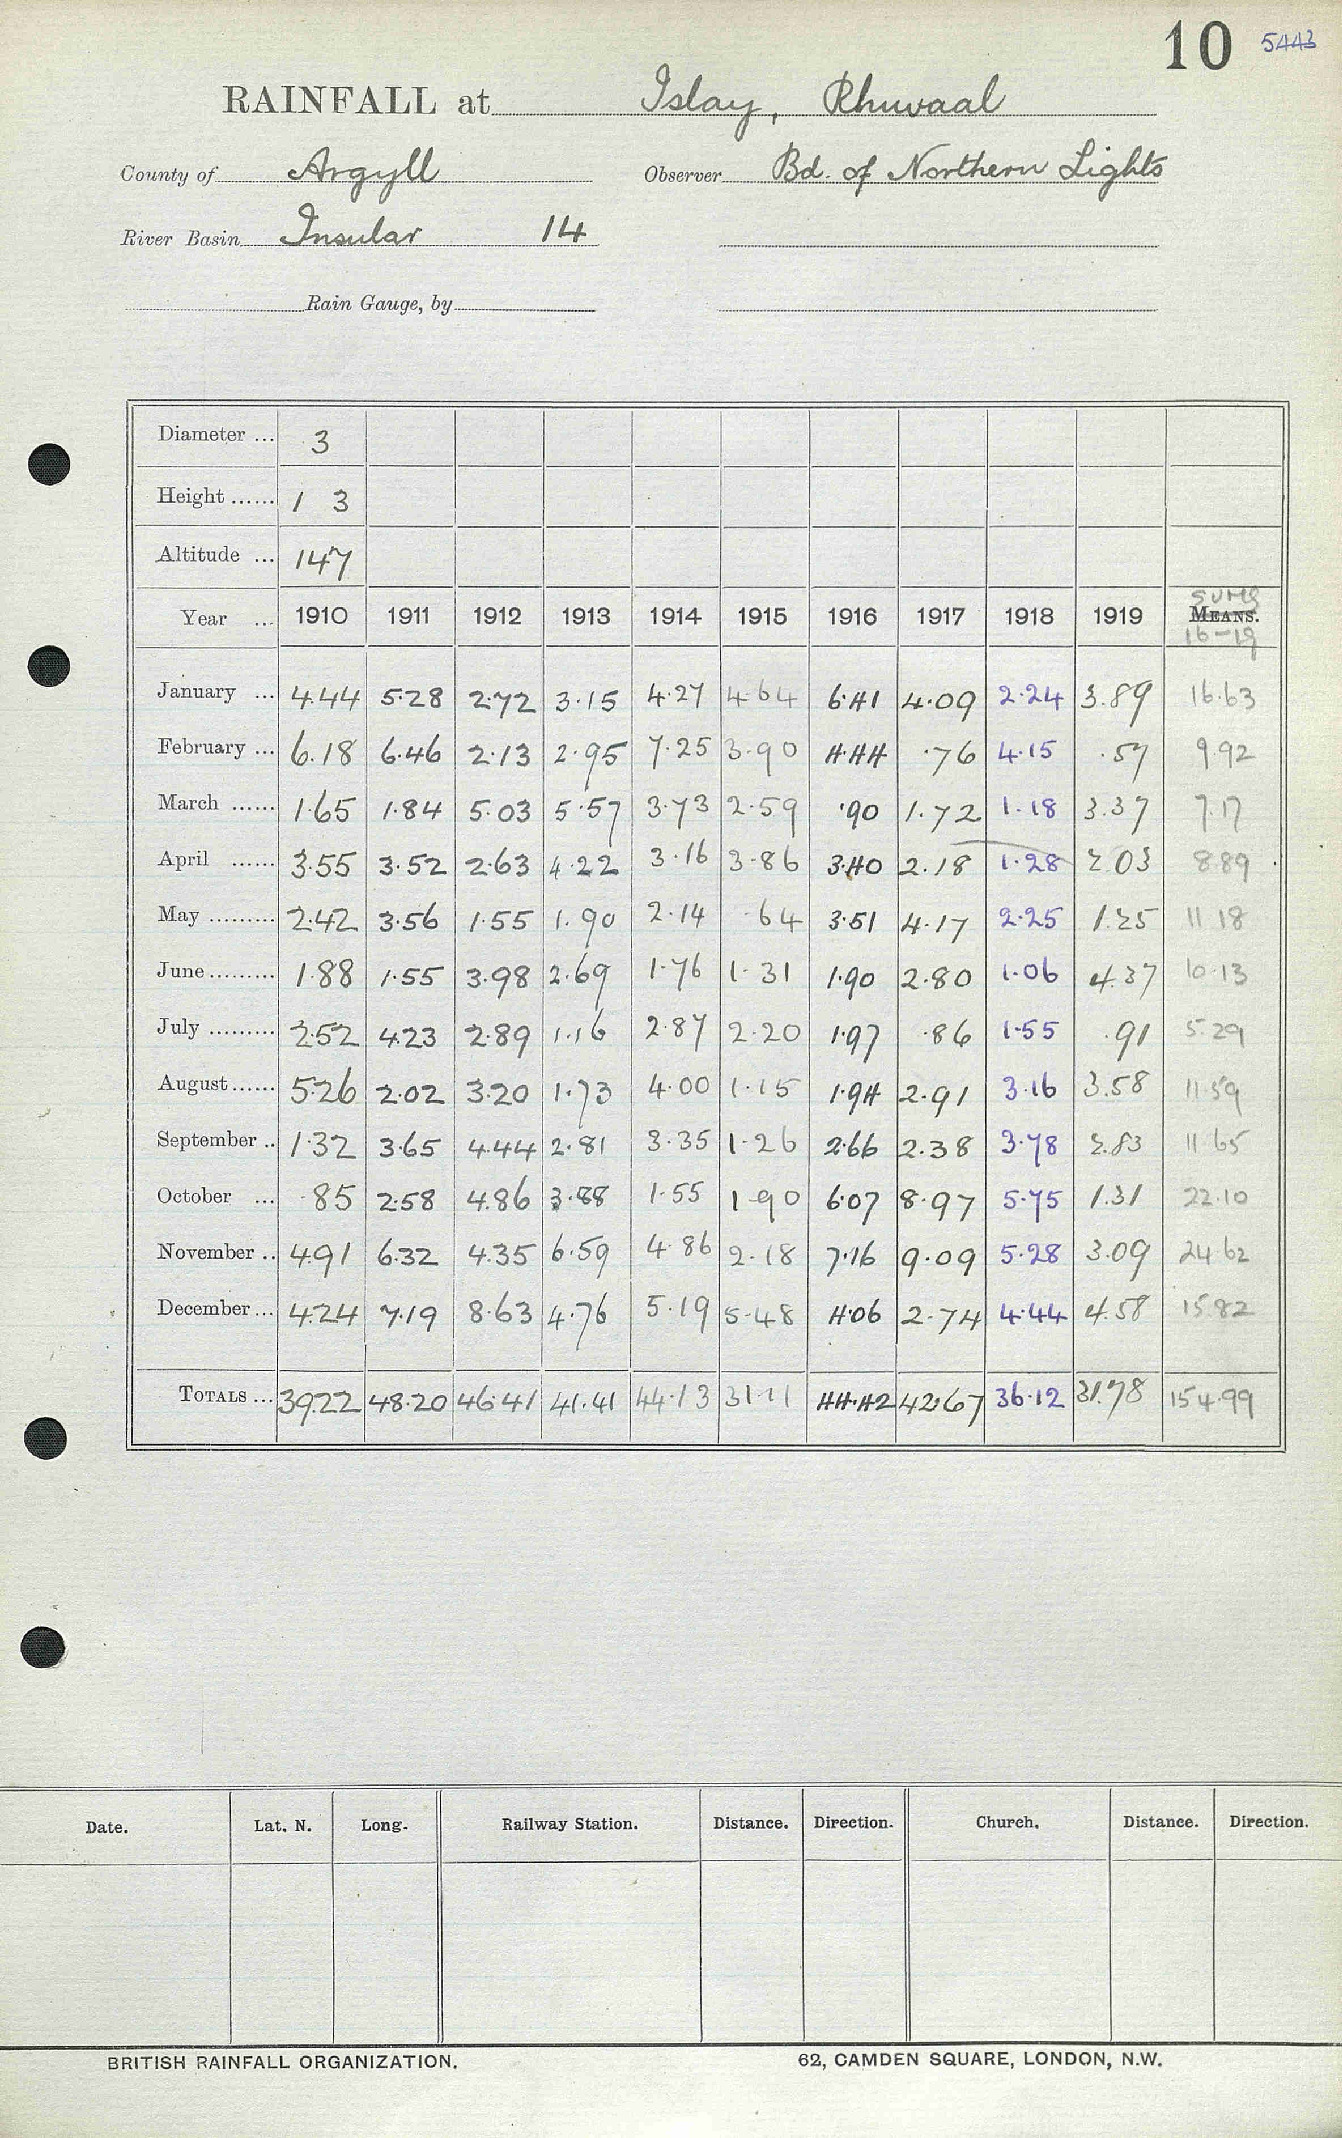 10 5443
RAINFALL at Islay, Rhuvaal
County of Argyll Observer Bd. of Northern Lights
River Basin Insular 14
Rain Gauge, by
Diameter ... 3
Height ...... 1 3
Altitude ... 147
SUMS
Year ... 1910 1911 1912 1913 1914 1915 1916 1917 1918 1919 MEANS.
16-19
January ... 4.44 5.28 2.72 3.15 4.27 4.64 6.41 4.09 2.24 3.89 16.63
February ... 6.18 6.46 2.13 2.95 7.25 3.90 4.44 .76 4.15 .57 9.92
March ...... 1.65 1.84 5.03 5.57 3.73 2.59 .90 1.72 1.18 3.37 7.17
April ...... 3.55 3.52 2.63 4.22 3.16 3.86 3.40 2.18 1.28 2.03 8.89
May ......... 2.42 3.56 1.55 1.90 2.14 .64 3.51 4.17 2.25 1.25 11.18
June ......... 1.88 1.55 3.98 2.69 1.76 1.31 1.90 2.80 1.06 4.37 10.13
July ......... 2.52 4.23 2.89 1.16 2.87 2.20 1.97 .86 1.55 .91 5.29
August ...... 5.26 2.02 3.20 1.73 4.00 1.15 1.94 2.91 3.16 3.58 11.59
September .. 1.32 3.65 4.44 2.81 3.35 1.26 2.66 2.38 3.78 2.83 11.65
October ... .85 2.58 4.86 3.88 1.55 1.90 6.07 8.97 5.75 1.31 22.10
November .. 4.91 6.32 4.35 6.59 4.86 2.18 7.16 9.09 5.28 3.09 24.62
December ... 4.24 7.19 8.63 4.76 5.19 5.48 4.06 2.74 4.44 4.58 15.82
TOTALS ... 39.22 48.20 46.41 41.41 44.13 31.11 44.42 42.67 36.12 31.78 154.99
Date. Lat. N. Long. Railway Station. Distance. Direction. Church. Distance. Direction.
BRITISH RAINFALL ORGANIZATION. 62, CAMDEN SQUARE, LONDON, N.W.